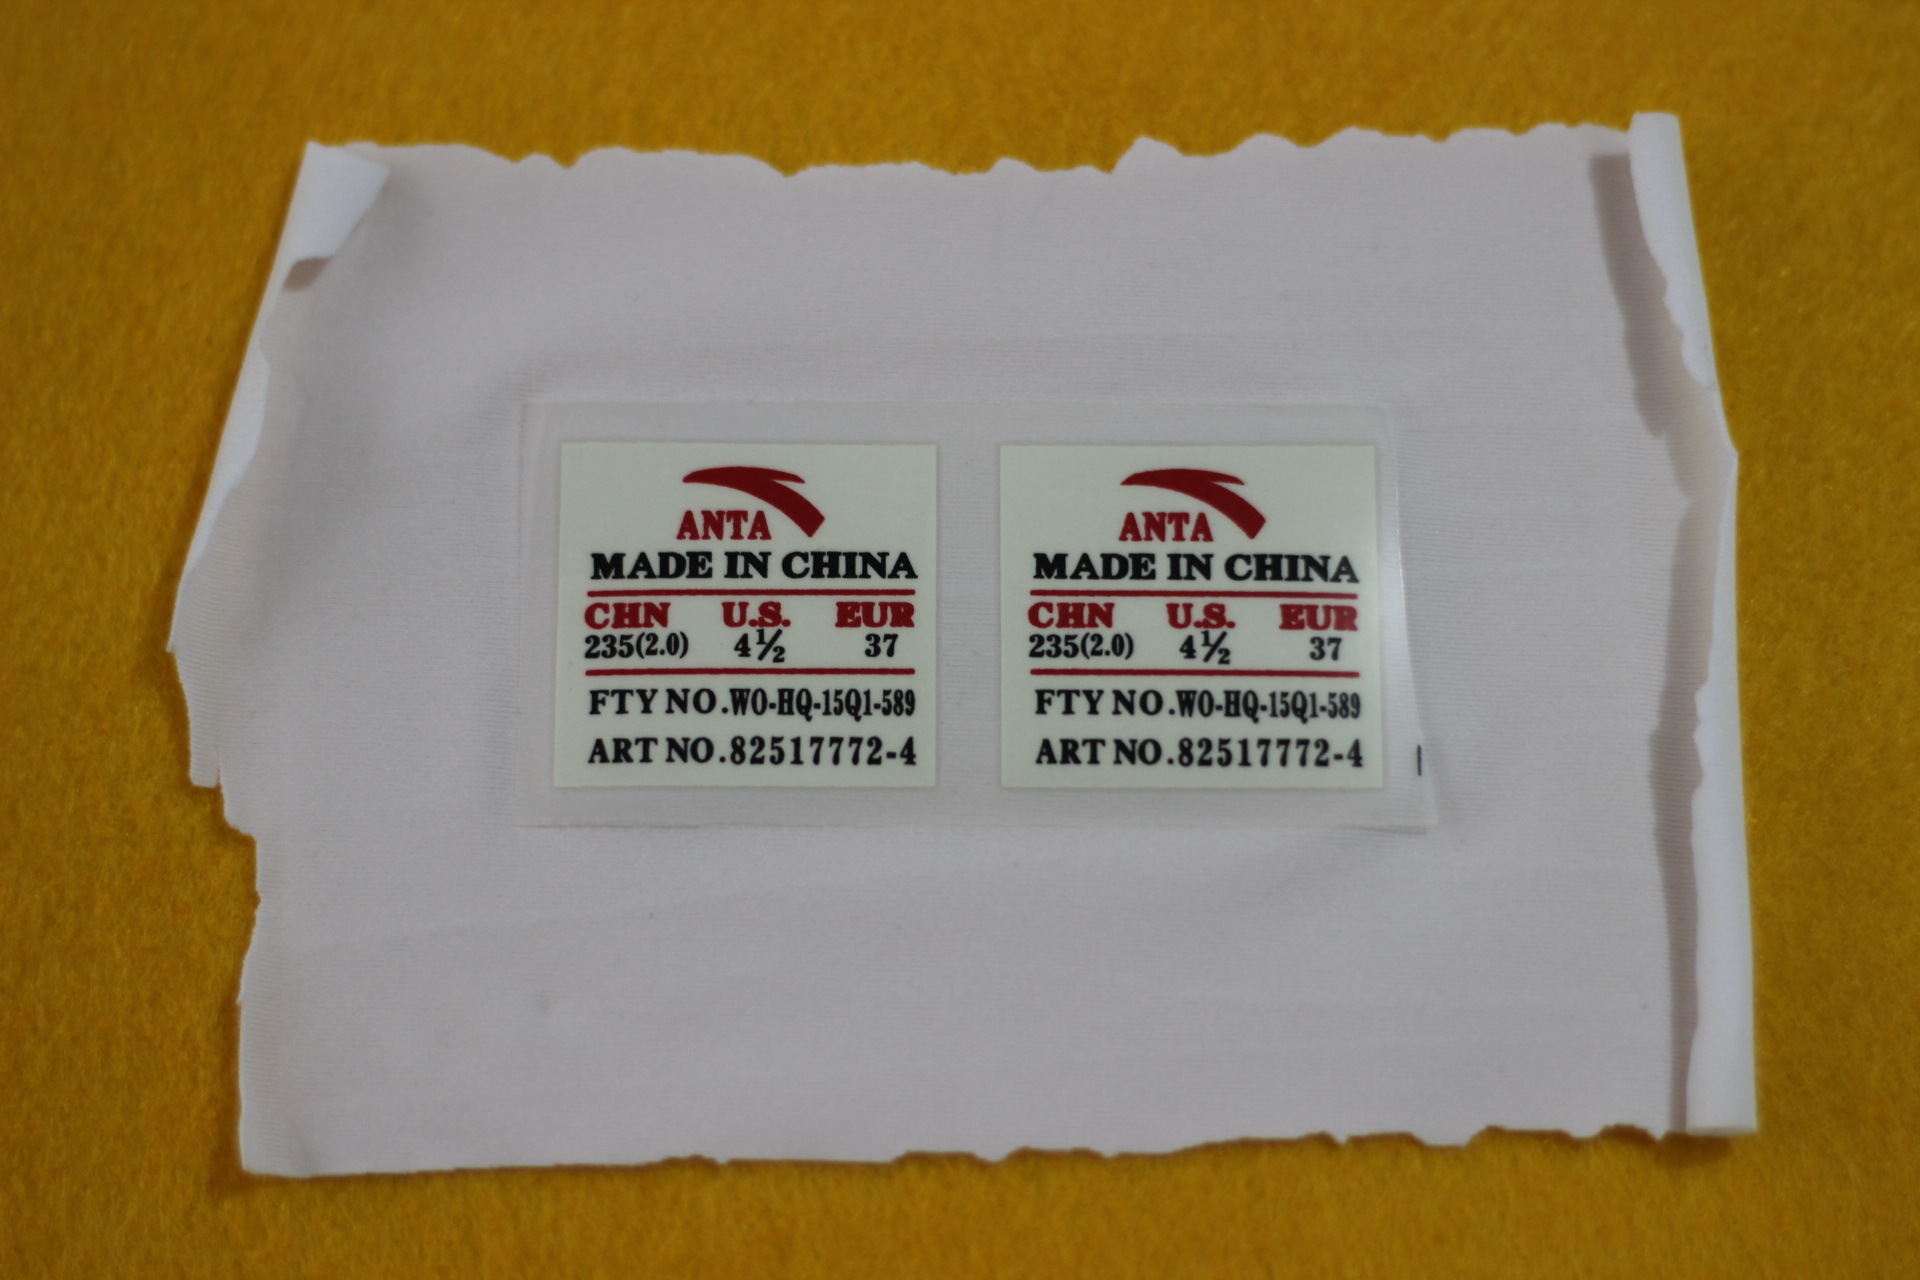 ANTA
MADE IN CHINA
CHN U.S. EUR
235(2.0) 4½ 37
FTY NO.WO-HQ-15Q1-589
ART NO.82517772-4
ANTA
MADE IN CHINA
CHN U.S. EUR
235(2.0) 4½ 37
FTY NO.WO-HQ-15Q1-589
ART NO.82517772-4